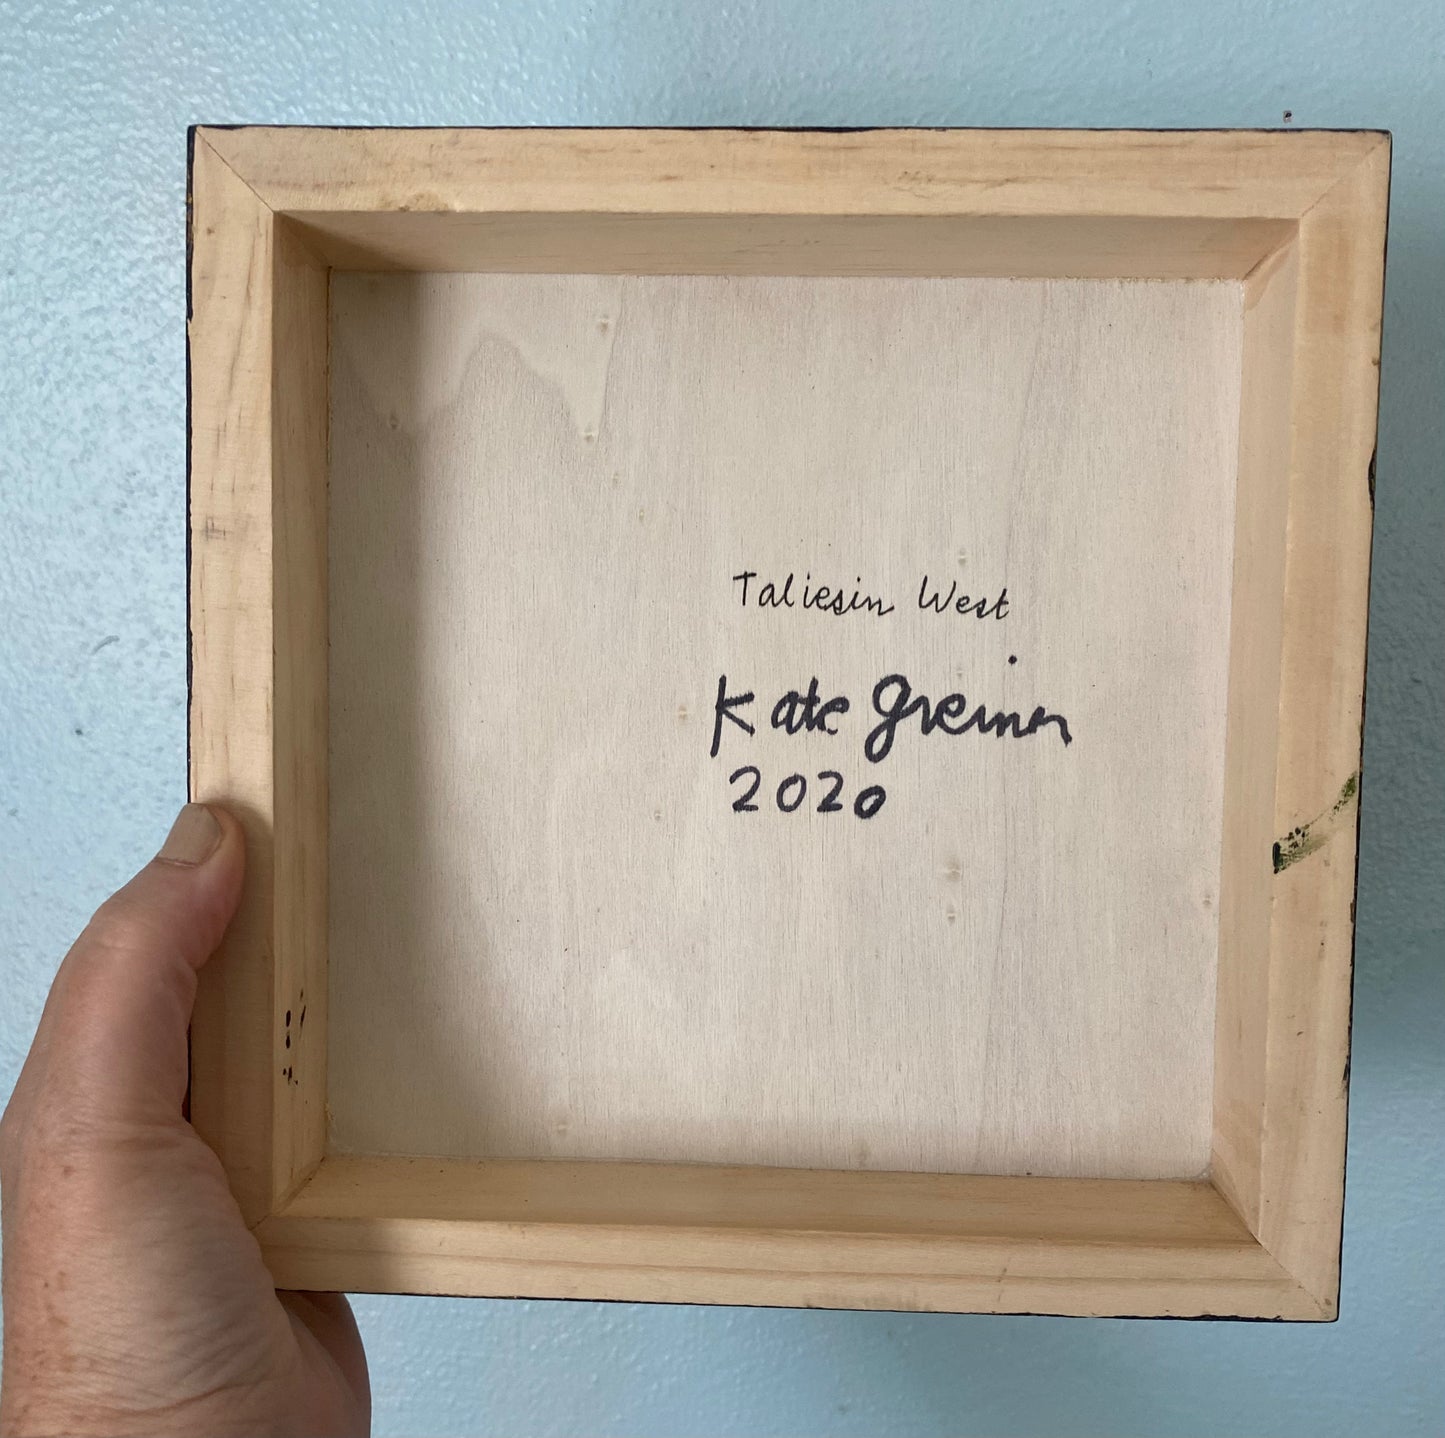 Taliesin West
Kate Greiner
2020